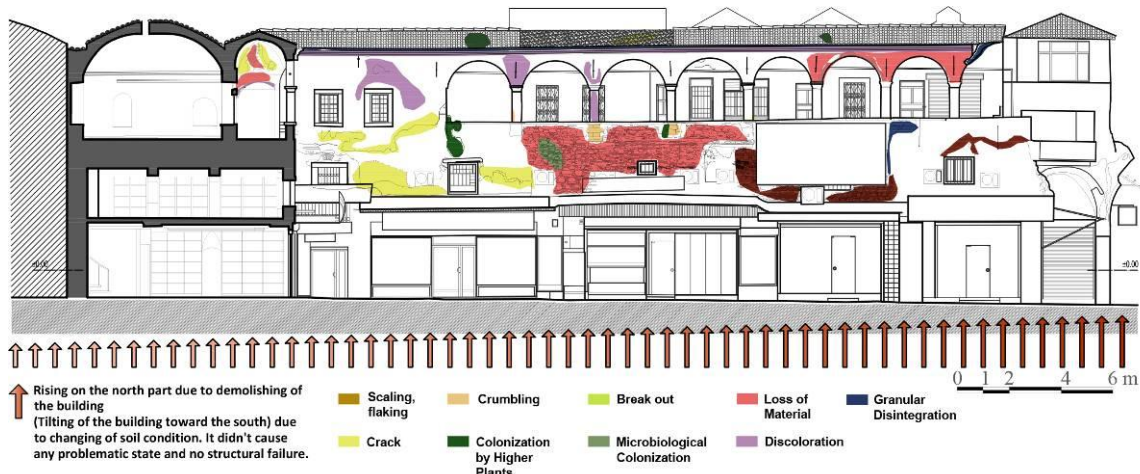 ±0.00
±0.00
0 1 2 4 6 m
Rising on the north part due to demolishing of
the building
(Tilting of the building toward the south) due
to changing of soil condition. It didn't cause
any problematic state and no structural failure.
Scaling,
flaking
Crumbling
Break out
Loss of
Material
Granular
Disintegration
Crack
Colonization
by Higher
Plants
Microbiological
Colonization
Discoloration